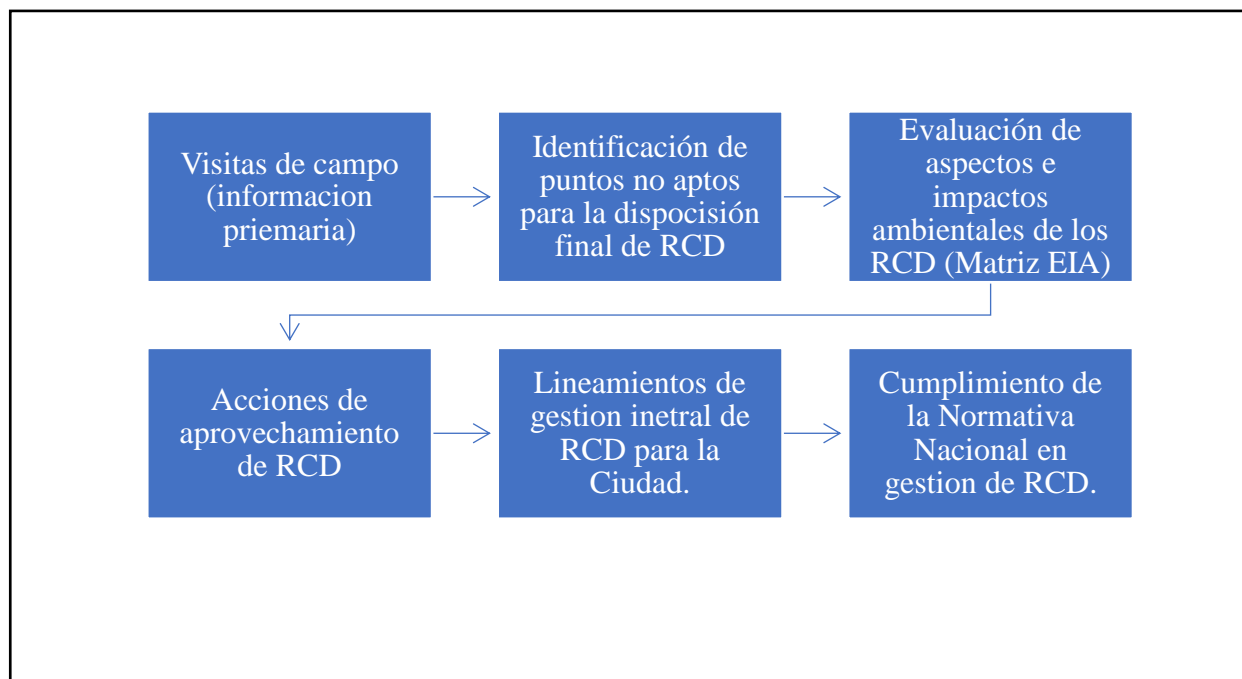 Visitas de campo
(informacion
priemaria)
Identificación de
puntos no aptos
para la dispocisión
final de RCD
Evaluación de
aspectos e
impactos
ambientales de los
RCD (Matriz EIA)
Acciones de
aprovechamiento
de RCD
Lineamientos de
gestion inetral de
RCD para la
Ciudad.
Cumplimiento de
la Normativa
Nacional en
gestion de RCD.